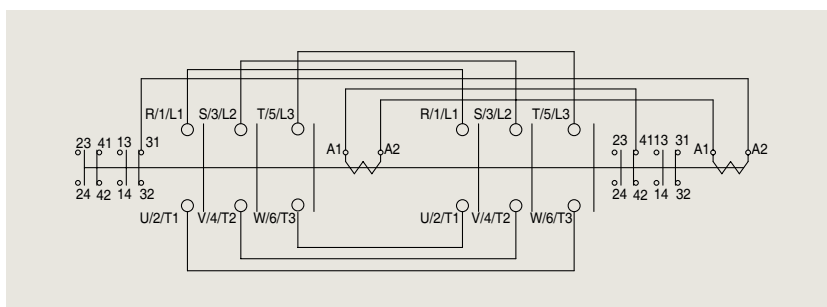 R/1/L1 S/3/L2 T/5/L3 R/1/L1 S/3/L2 T/5/L3
23 41 13 31 A1 A2 23 4113 31 A1 A2
24 42 14 32 24 42 14 32
U/2/T1 V/4/T2 W/6/T3 U/2/T1 V/4/T2 W/6/T3